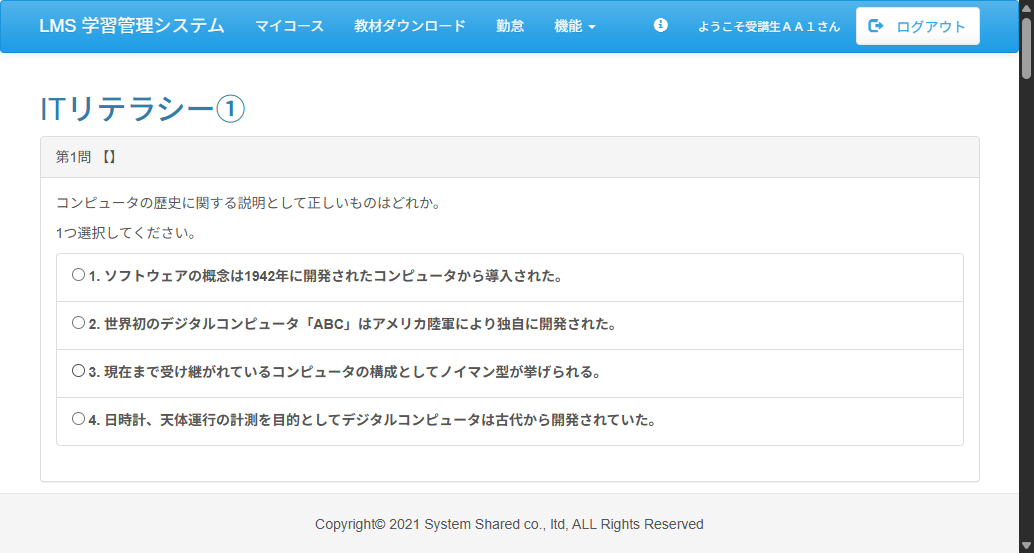 LMS 学習管理システム マイコース 教材ダウンロード 勤怠 機能 ようこそ受講生ＡＡ１さん ログアウト
ITリテラシー①
第1問 【】
コンピュータの歴史に関する説明として正しいものはどれか。
1つ選択してください。
1. ソフトウェアの概念は1942年に開発されたコンピュータから導入された。
2. 世界初のデジタルコンピュータ「ABC」はアメリカ陸軍により独自に開発された。
3. 現在まで受け継がれているコンピュータの構成としてノイマン型が挙げられる。
4. 日時計、天体運行の計測を目的としてデジタルコンピュータは古代から開発されていた。
Copyright© 2021 System Shared co., ltd, ALL Rights Reserved